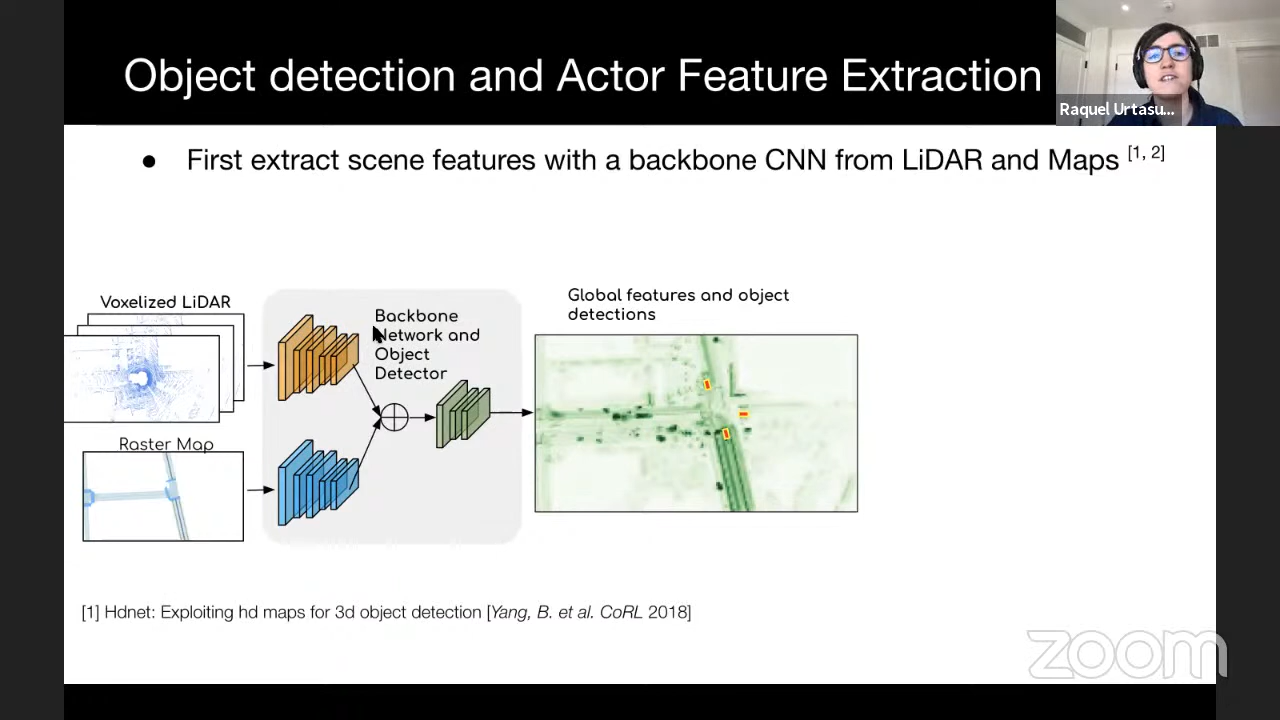 Object detection and Actor Feature Extraction
Raquel Urtasu...
● First extract scene features with a backbone CNN from LiDAR and Maps [1, 2]
Voxelized LiDAR
Backbone
Network and
Object
Detector
Global features and object
detections
Raster Map
[1] Hdnet: Exploiting hd maps for 3d object detection [Yang, B. et al. CoRL 2018]
zoom